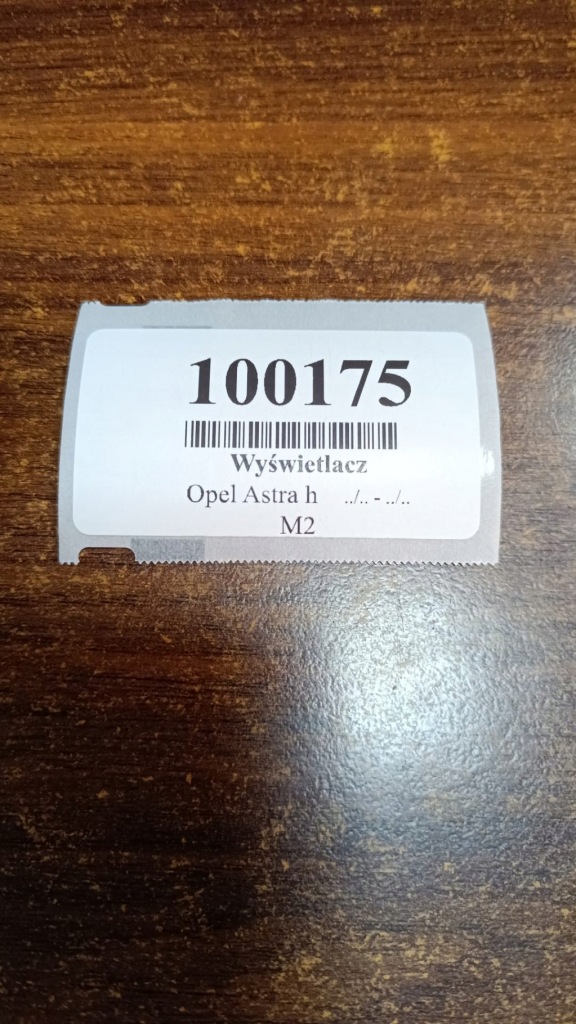 100175
Wyświetlacz
Opel Astra h ../.. - ../..
M2